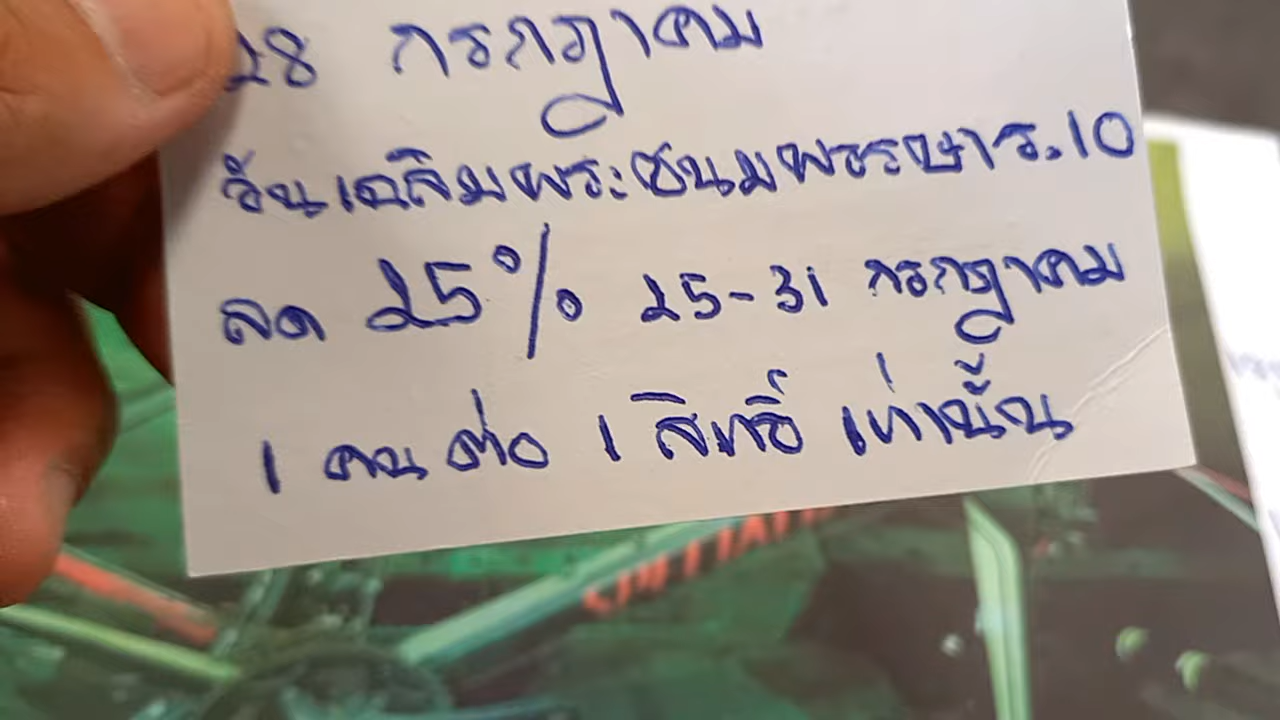 28 กรกฎาคม
วันเฉลิมพระชนมพรรษา ร.10
ลด 25% 25-31 กรกฎาคม
1 คน ต่อ 1 สิทธิ์ เท่านั้น